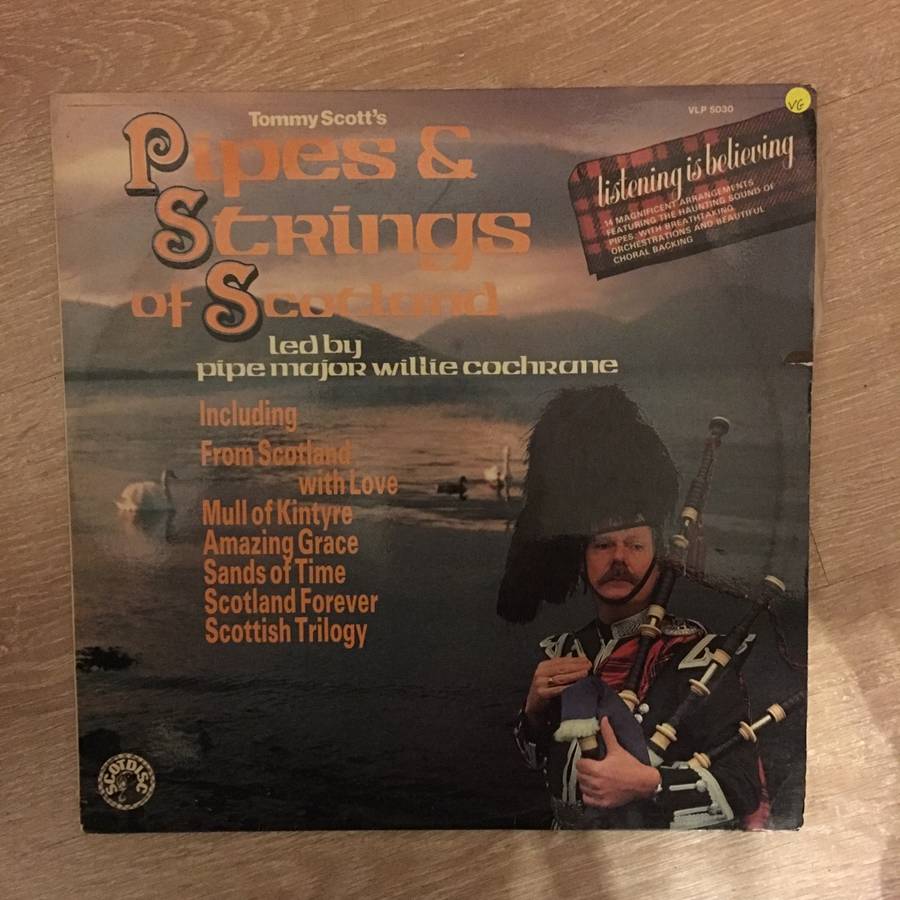 Tommy Scott's
VLP 5030
VG
Pipes &
Strings
of Scotland
listening is believing
14 MAGNIFICENT ARRANGEMENTS
FEATURING THE HAUNTING SOUND OF
PIPES, WITH BREATHTAKING
ORCHESTRATIONS AND BEAUTIFUL
CHORAL BACKING
led by
pipe major willie cochrane
Including
From Scotland
with Love
Mull of Kintyre
Amazing Grace
Sands of Time
Scotland Forever
Scottish Trilogy
SCOTDISC